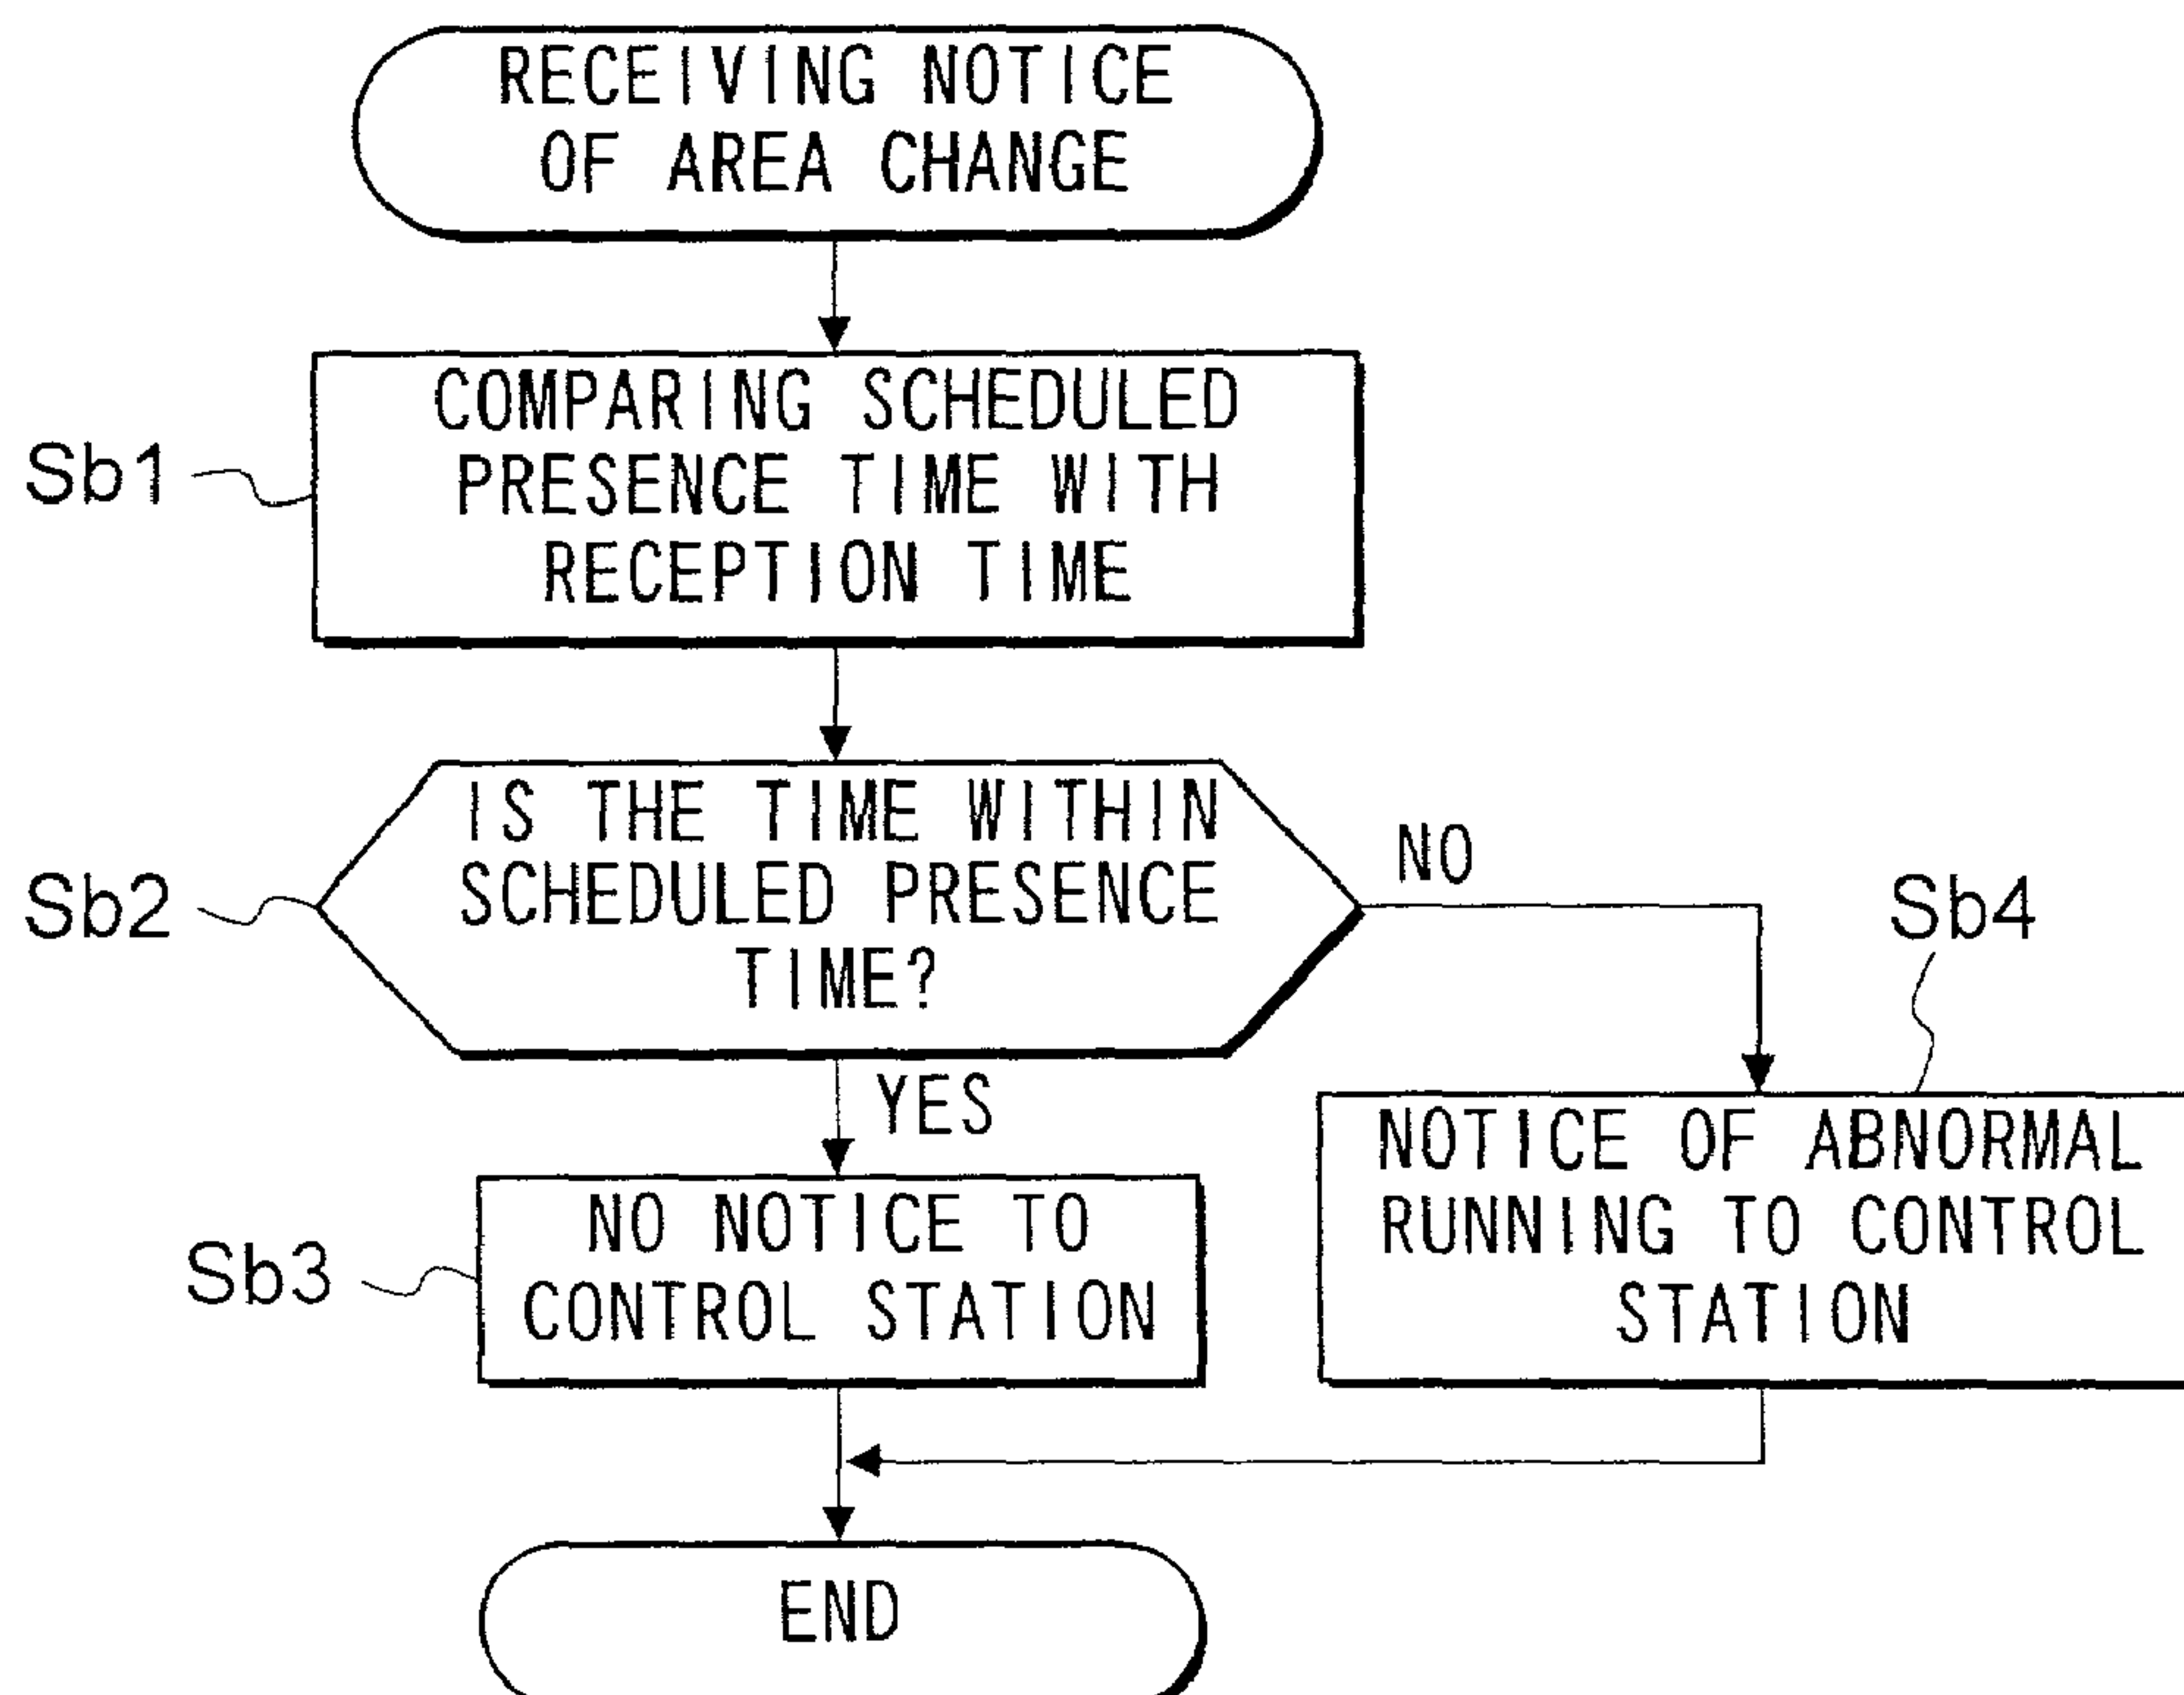 RECEIVING NOTICE
OF AREA CHANGE
Sb1
COMPARING SCHEDULED
PRESENCE TIME WITH
RECEPTION TIME
Sb2
IS THE TIME WITHIN
SCHEDULED PRESENCE
TIME?
NO
Sb4
YES
NOTICE OF ABNORMAL
RUNNING TO CONTROL
STATION
Sb3
NO NOTICE TO
CONTROL STATION
END